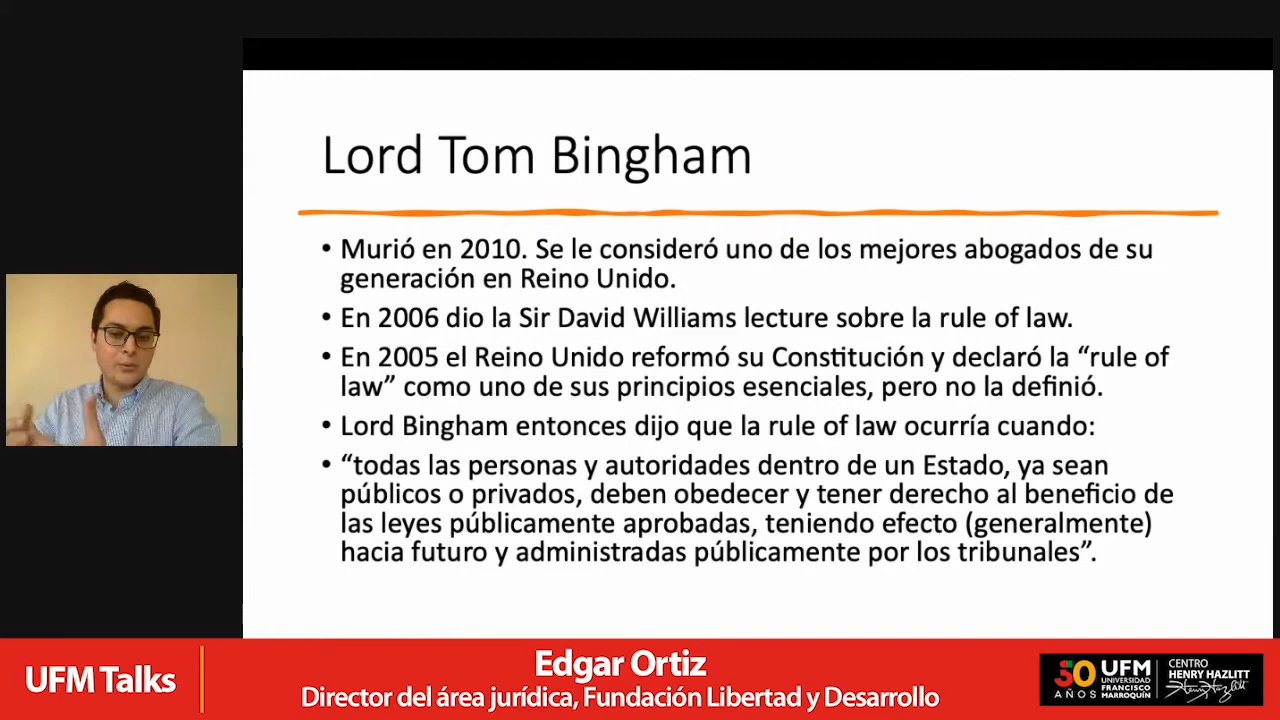 Lord Tom Bingham
• Murió en 2010. Se le consideró uno de los mejores abogados de su
generación en Reino Unido.
• En 2006 dio la Sir David Williams lecture sobre la rule of law.
• En 2005 el Reino Unido reformó su Constitución y declaró la “rule of
law” como uno de sus principios esenciales, pero no la definió.
• Lord Bingham entonces dijo que la rule of law ocurría cuando:
• “todas las personas y autoridades dentro de un Estado, ya sean
públicos o privados, deben obedecer y tener derecho al beneficio de
las leyes públicamente aprobadas, teniendo efecto (generalmente)
hacia futuro y administradas públicamente por los tribunales”.
UFM Talks
Edgar Ortiz
Director del área jurídica, Fundación Libertad y Desarrollo
50
AÑOS
UFM
UNIVERSIDAD
FRANCISCO
MARROQUÍN
CENTRO
HENRY HAZLITT
Henry Hazlitt